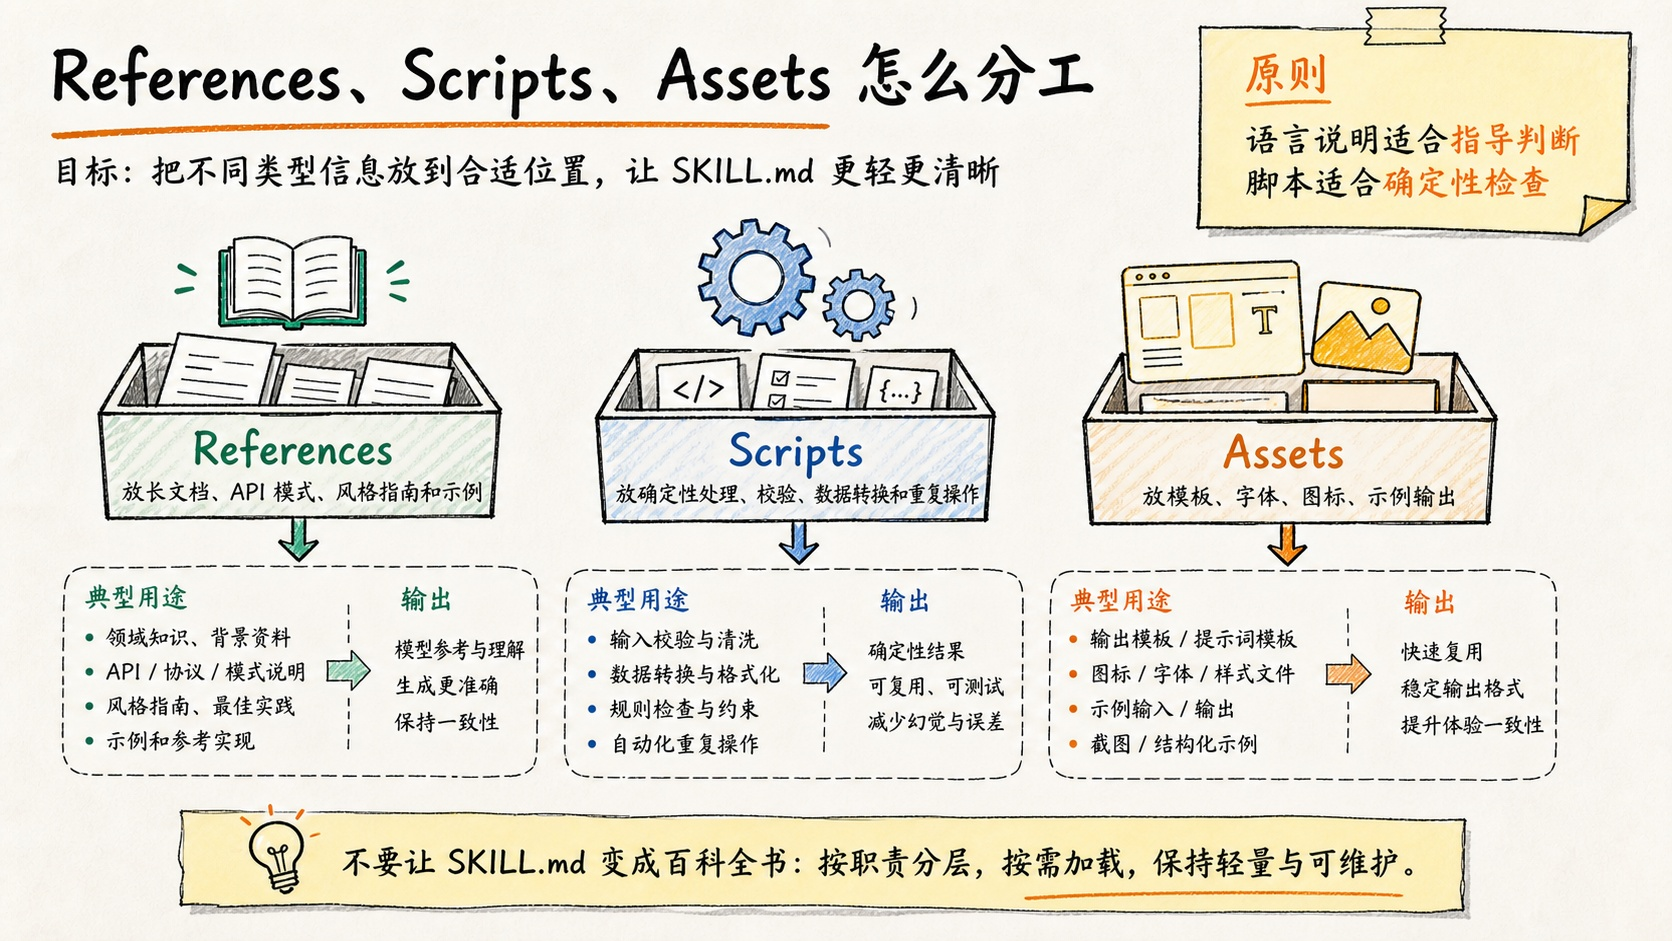 References、Scripts、Assets 怎么分工
目标：把不同类型信息放到合适位置，让 SKILL.md 更轻更清晰
原则
语言说明适合指导判断
脚本适合确定性检查
References
放长文档、API 模式、风格指南和示例
典型用途
• 领域知识、背景资料
• API / 协议 / 模式说明
• 风格指南、最佳实践
• 示例和参考实现
输出
模型参考与理解
生成更准确
保持一致性
</>
{...}
Scripts
放确定性处理、校验、数据转换和重复操作
典型用途
• 输入校验与清洗
• 数据转换与格式化
• 规则检查与约束
• 自动化重复操作
输出
确定性结果
可复用、可测试
减少幻觉与误差
T
Assets
放模板、字体、图标、示例输出
典型用途
• 输出模板 / 提示词模板
• 图标 / 字体 / 样式文件
• 示例输入 / 输出
• 截图 / 结构化示例
输出
快速复用
稳定输出格式
提升体验一致性
不要让 SKILL.md 变成百科全书：按职责分层，按需加载，保持轻量与可维护。